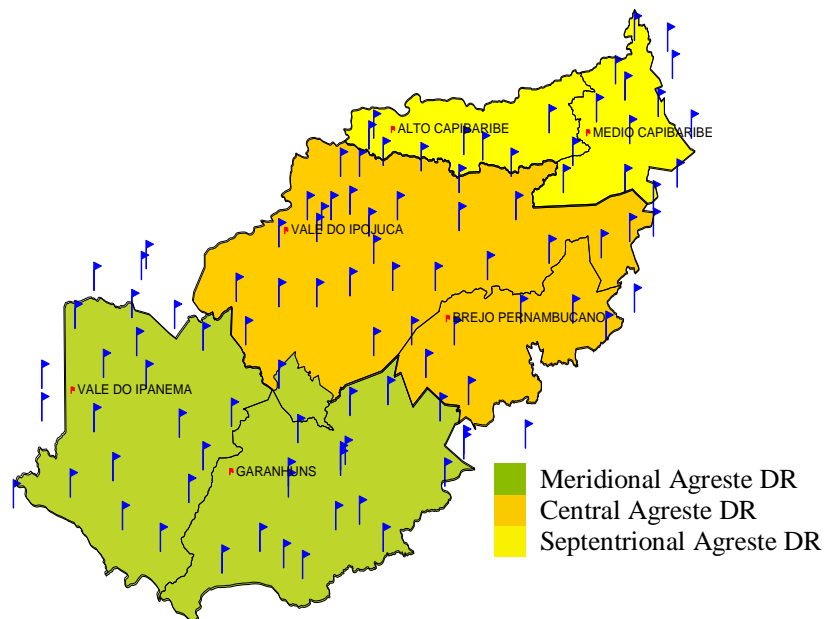 ALTO CAPIBARIBE
MEDIO CAPIBARIBE
VALE DO IPOJUCA
BREJO PERNAMBUCANO
VALE DO IPANEMA
GARANHUNS
Meridional Agreste DR
Central Agreste DR
Septentrional Agreste DR